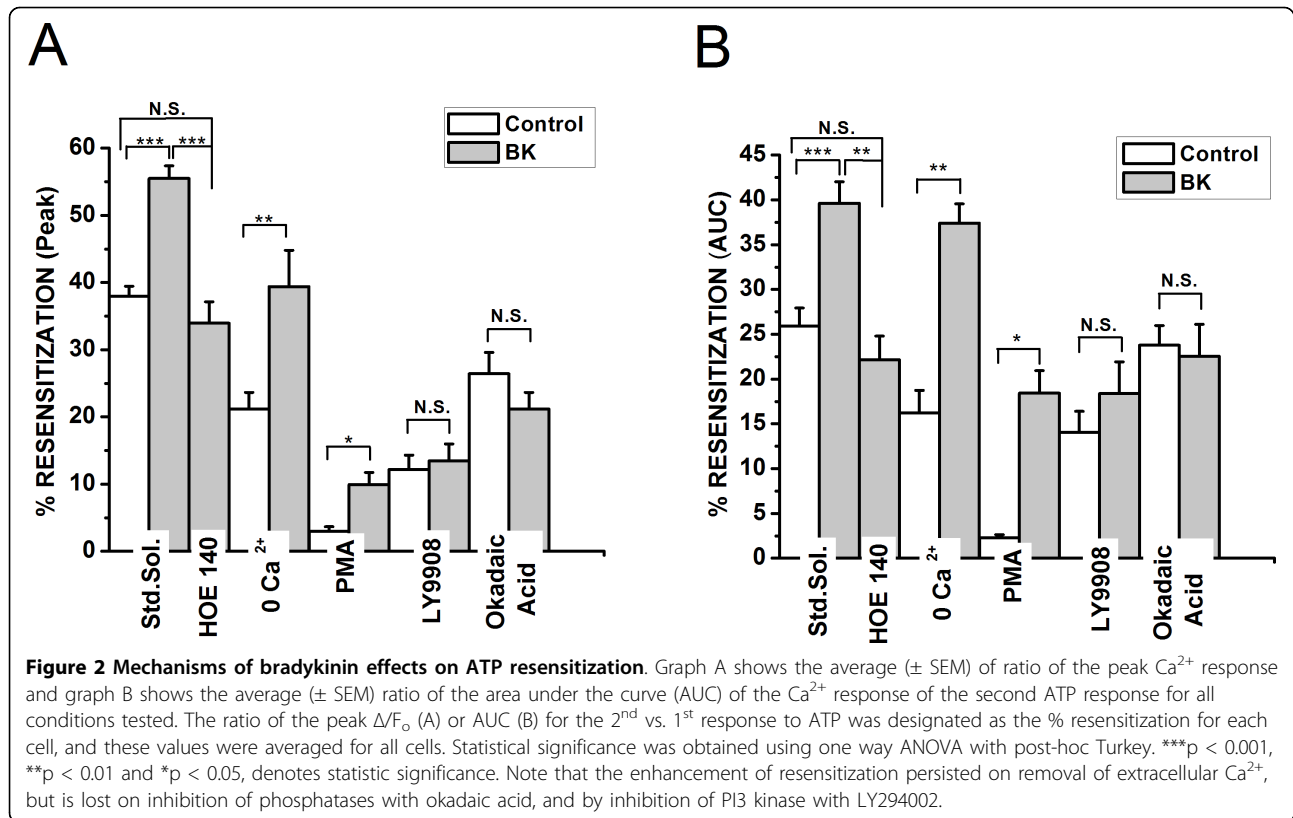 A
B
N.S.
*** ***
**
*
N.S.
N.S.
Control
BK
60
50
40
30
20
10
0
% RESENSITIZATION (Peak)
Std.Sol.
HOE 140
0 Ca²⁺
PMA
LY9908
Okadaic
Acid
N.S.
*** **
**
*
N.S.
N.S.
Control
BK
45
40
35
30
25
20
15
10
5
0
% RESENSITIZATION (AUC)
Std.Sol.
HOE 140
0 Ca²⁺
PMA
LY9908
Okadaic
Acid
Figure 2 Mechanisms of bradykinin effects on ATP resensitization. Graph A shows the average (± SEM) of ratio of the peak Ca²⁺ response
and graph B shows the average (± SEM) ratio of the area under the curve (AUC) of the Ca²⁺ response of the second ATP response for all
conditions tested. The ratio of the peak Δ/Fₒ (A) or AUC (B) for the 2ⁿᵈ vs. 1ˢᵗ response to ATP was designated as the % resensitization for each
cell, and these values were averaged for all cells. Statistical significance was obtained using one way ANOVA with post-hoc Turkey. ***p < 0.001,
**p < 0.01 and *p < 0.05, denotes statistic significance. Note that the enhancement of resensitization persisted on removal of extracellular Ca²⁺,
but is lost on inhibition of phosphatases with okadaic acid, and by inhibition of PI3 kinase with LY294002.